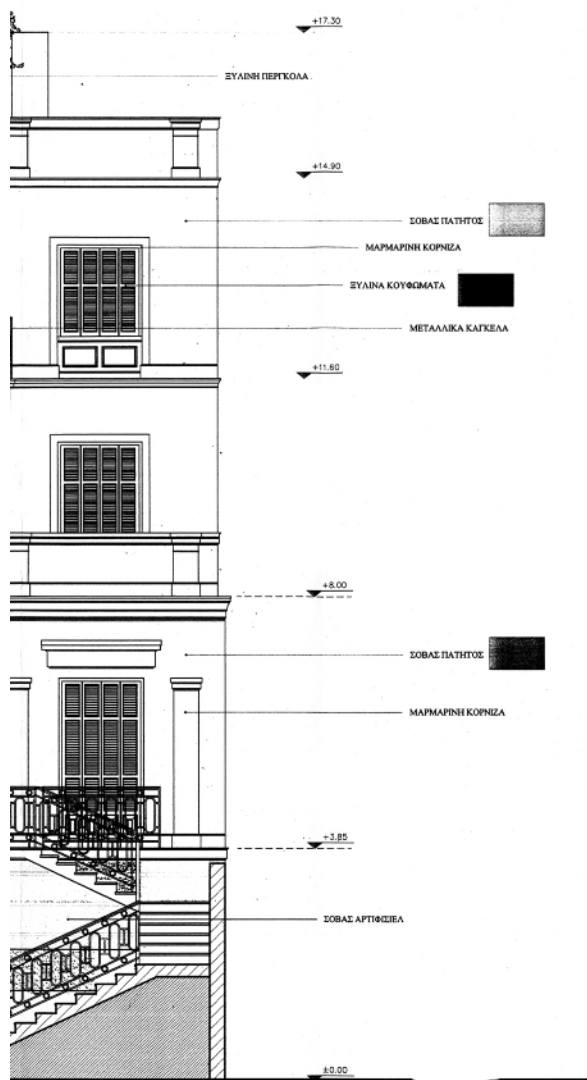 +17.30
ΞΥΛΙΝΗ ΠΕΡΓΚΟΛΑ
+14.90
ΣΟΒΑΣ ΠΑΤΗΤΟΣ
ΜΑΡΜΑΡΙΝΗ ΚΟΡΝΙΖΑ
ΞΥΛΙΝΑ ΚΟΥΦΩΜΑΤΑ
ΜΕΤΑΛΛΙΚΑ ΚΑΓΚΕΛΑ
+11.60
+8.00
ΣΟΒΑΣ ΠΑΤΗΤΟΣ
ΜΑΡΜΑΡΙΝΗ ΚΟΡΝΙΖΑ
+3.85
ΣΟΒΑΣ ΑΡΤΙΦΙΣΙΕΛ
±0.00